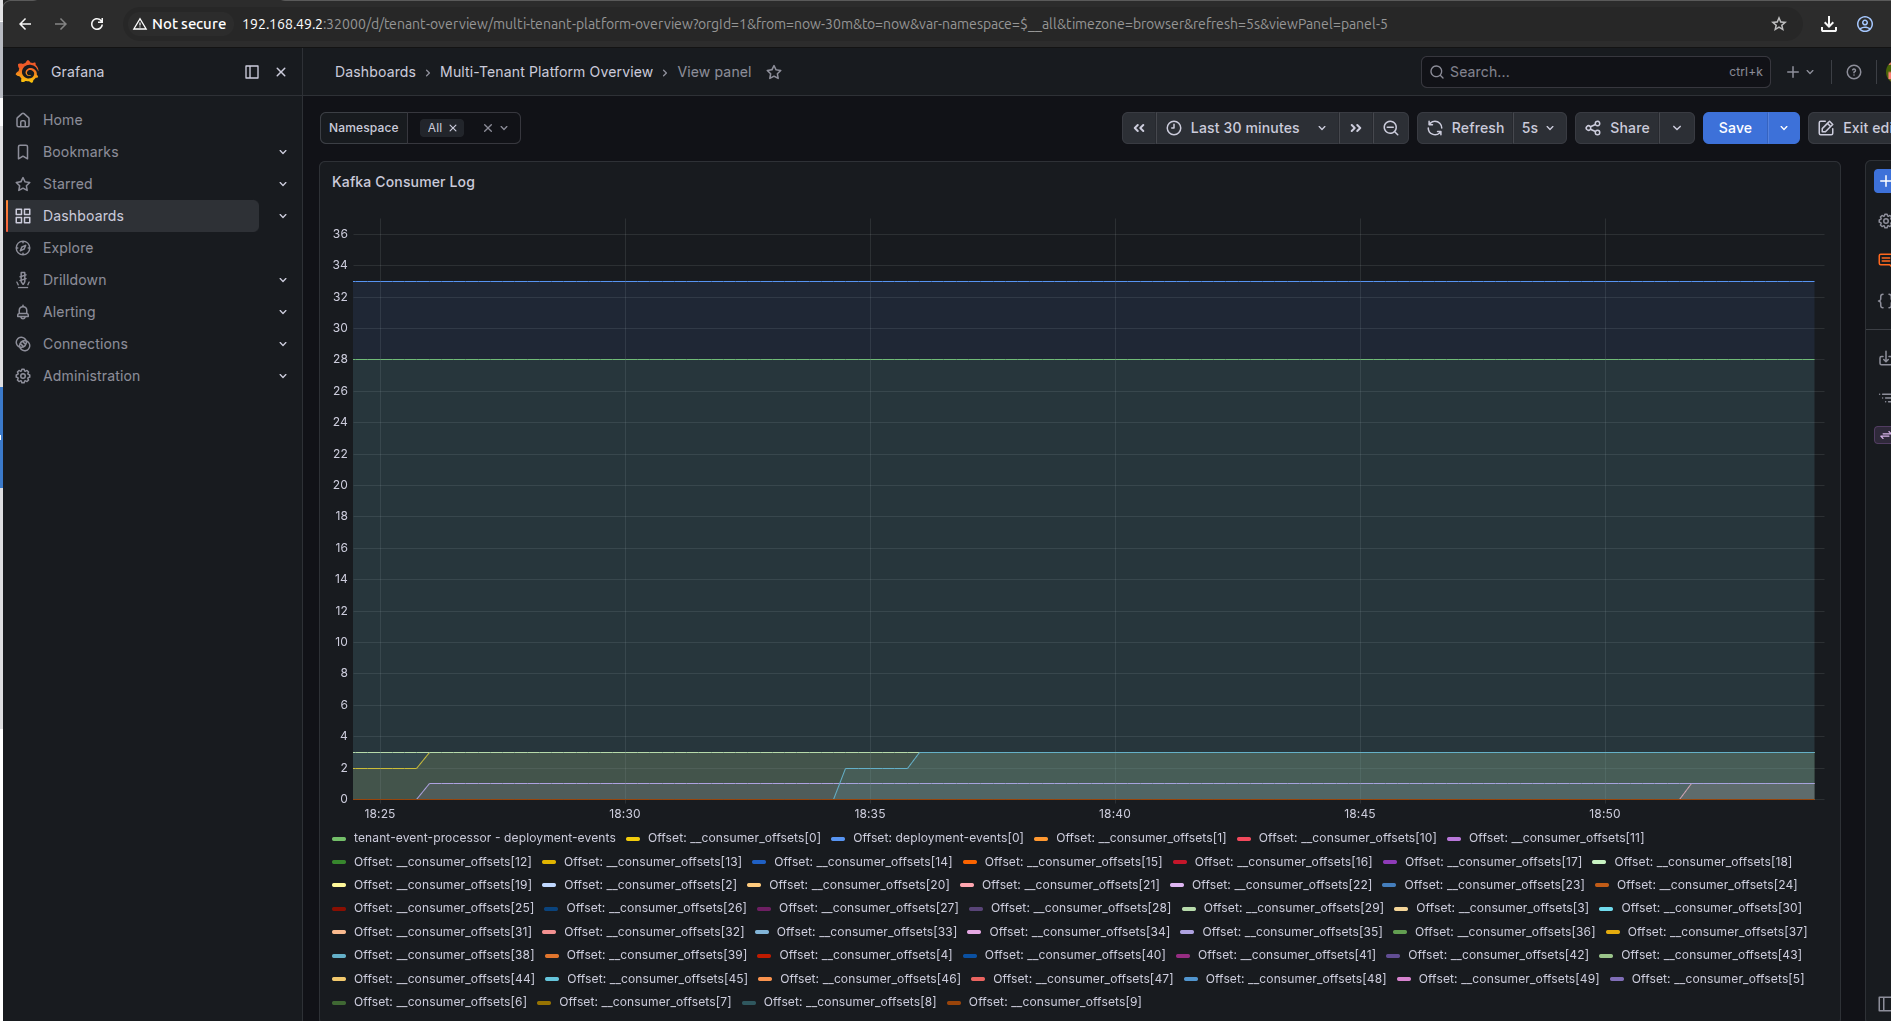 Not secure 192.168.49.2:32000/d/tenant-overview/multi-tenant-platform-overview?orgId=1&from=now-30m&to=now&var-namespace=$__all&timezone=browser&refresh=5s&viewPanel=panel-5
Grafana
Dashboards › Multi-Tenant Platform Overview › View panel
Search... ctrl+k
Home
Bookmarks
Starred
Dashboards
Explore
Drilldown
Alerting
Connections
Administration
Namespace All
Last 30 minutes Refresh 5s Share Save Exit edi
Kafka Consumer Log
36
34
32
30
28
26
24
22
20
18
16
14
12
10
8
6
4
2
0
18:25 18:30 18:35 18:40 18:45 18:50
tenant-event-processor - deployment-events Offset: __consumer_offsets[0] Offset: deployment-events[0] Offset: __consumer_offsets[1] Offset: __consumer_offsets[10] Offset: __consumer_offsets[11]
Offset: __consumer_offsets[12] Offset: __consumer_offsets[13] Offset: __consumer_offsets[14] Offset: __consumer_offsets[15] Offset: __consumer_offsets[16] Offset: __consumer_offsets[17] Offset: __consumer_offsets[18]
Offset: __consumer_offsets[19] Offset: __consumer_offsets[2] Offset: __consumer_offsets[20] Offset: __consumer_offsets[21] Offset: __consumer_offsets[22] Offset: __consumer_offsets[23] Offset: __consumer_offsets[24]
Offset: __consumer_offsets[25] Offset: __consumer_offsets[26] Offset: __consumer_offsets[27] Offset: __consumer_offsets[28] Offset: __consumer_offsets[29] Offset: __consumer_offsets[3] Offset: __consumer_offsets[30]
Offset: __consumer_offsets[31] Offset: __consumer_offsets[32] Offset: __consumer_offsets[33] Offset: __consumer_offsets[34] Offset: __consumer_offsets[35] Offset: __consumer_offsets[36] Offset: __consumer_offsets[37]
Offset: __consumer_offsets[38] Offset: __consumer_offsets[39] Offset: __consumer_offsets[4] Offset: __consumer_offsets[40] Offset: __consumer_offsets[41] Offset: __consumer_offsets[42] Offset: __consumer_offsets[43]
Offset: __consumer_offsets[44] Offset: __consumer_offsets[45] Offset: __consumer_offsets[46] Offset: __consumer_offsets[47] Offset: __consumer_offsets[48] Offset: __consumer_offsets[49] Offset: __consumer_offsets[5]
Offset: __consumer_offsets[6] Offset: __consumer_offsets[7] Offset: __consumer_offsets[8] Offset: __consumer_offsets[9]